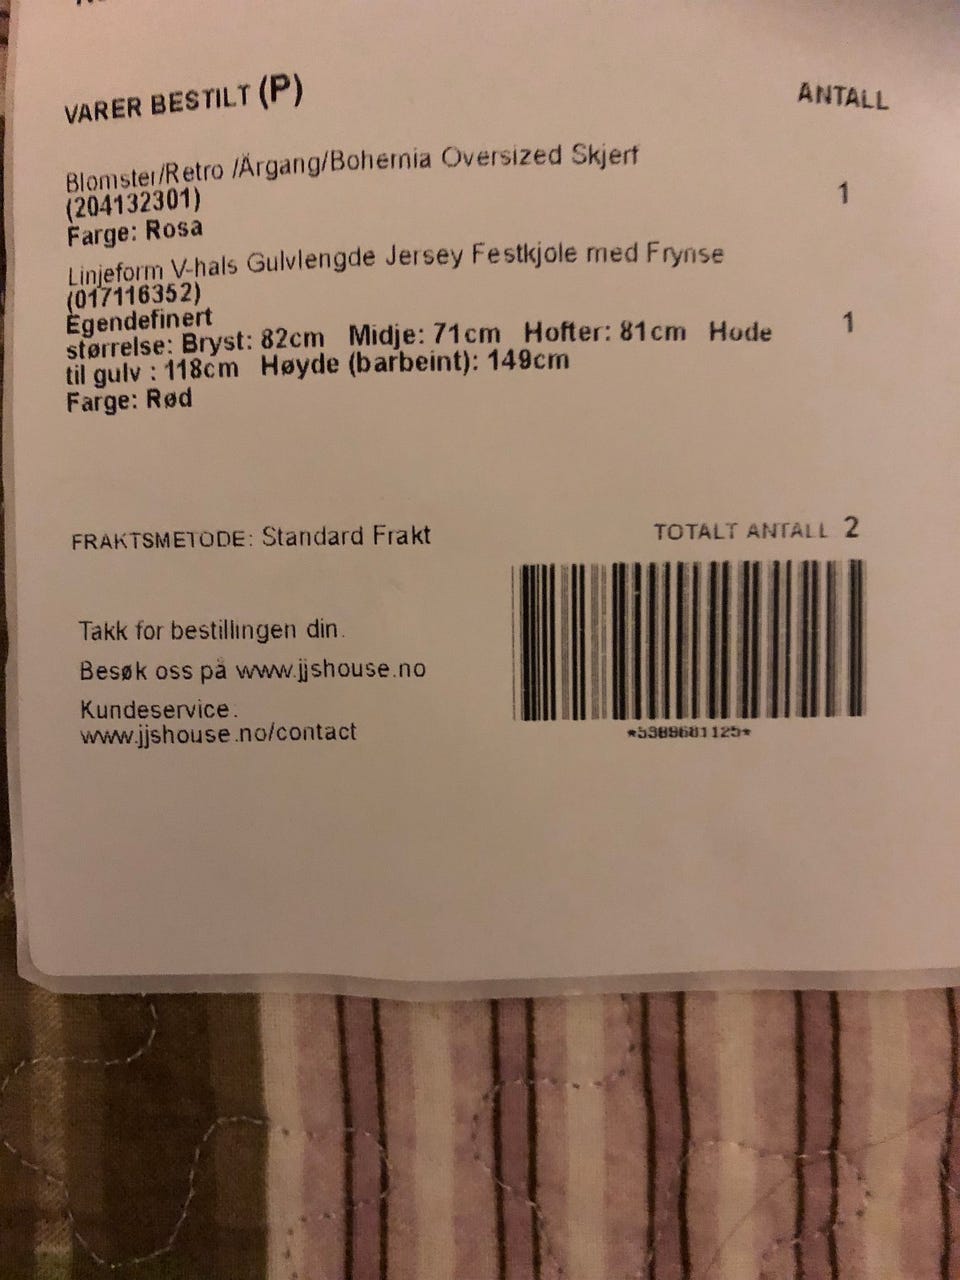 VARER BESTILT (P) ANTALL
Blomster/Retro /Årgang/Bohemia Oversized Skjerf
(204132301) 1
Farge: Rosa
Linjeform V-hals Gulvlengde Jersey Festkjole med Frynse
(017116352)
Egendefinert
størrelse: Bryst: 82cm Midje: 71cm Hofter: 81cm Hode 1
til gulv : 118cm Høyde (barbeint): 149cm
Farge: Rød
FRAKTSMETODE: Standard Frakt TOTALT ANTALL 2
Takk for bestillingen din.
Besøk oss på www.jjshouse.no
Kundeservice.
www.jjshouse.no/contact
*5389681125*